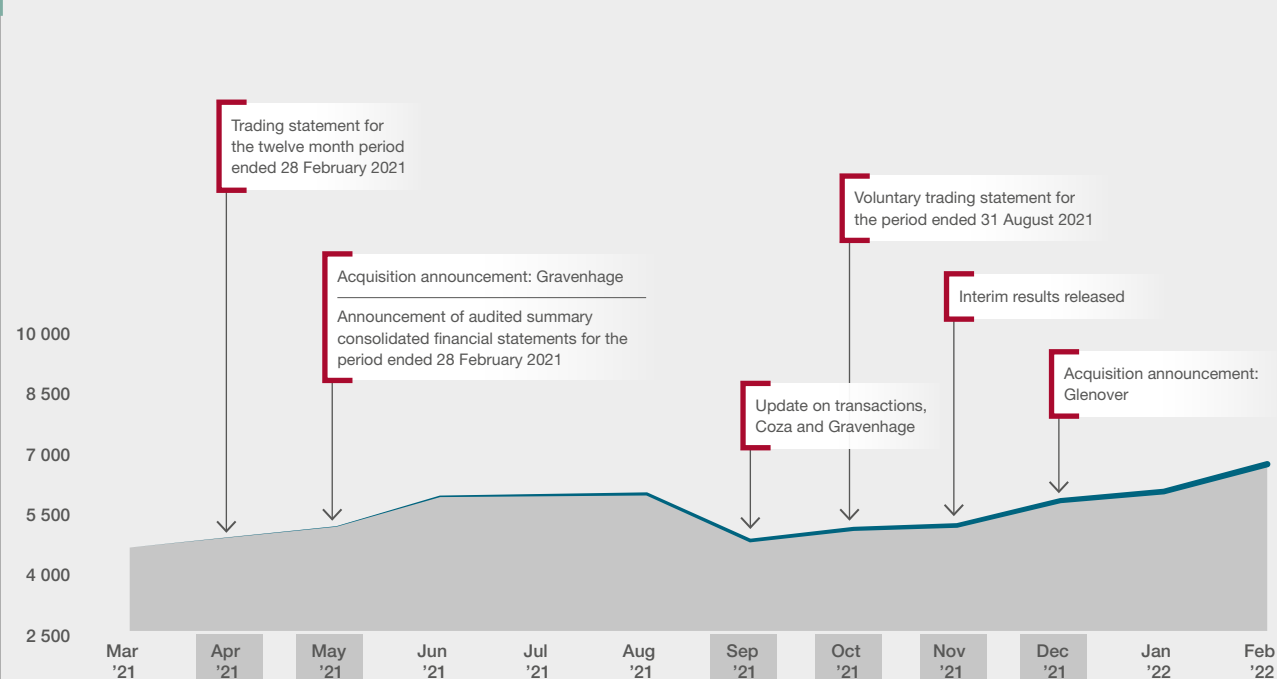 Trading statement for
the twelve month period
ended 28 February 2021
Acquisition announcement: Gravenhage
Announcement of audited summary
consolidated financial statements for the
period ended 28 February 2021
Update on transactions,
Coza and Gravenhage
Voluntary trading statement for
the period ended 31 August 2021
Interim results released
Acquisition announcement:
Glenover
10 000
8 500
7 000
5 500
4 000
2 500
Mar
’21
Apr
’21
May
’21
Jun
’21
Jul
’21
Aug
’21
Sep
’21
Oct
’21
Nov
’21
Dec
’21
Jan
’22
Feb
’22